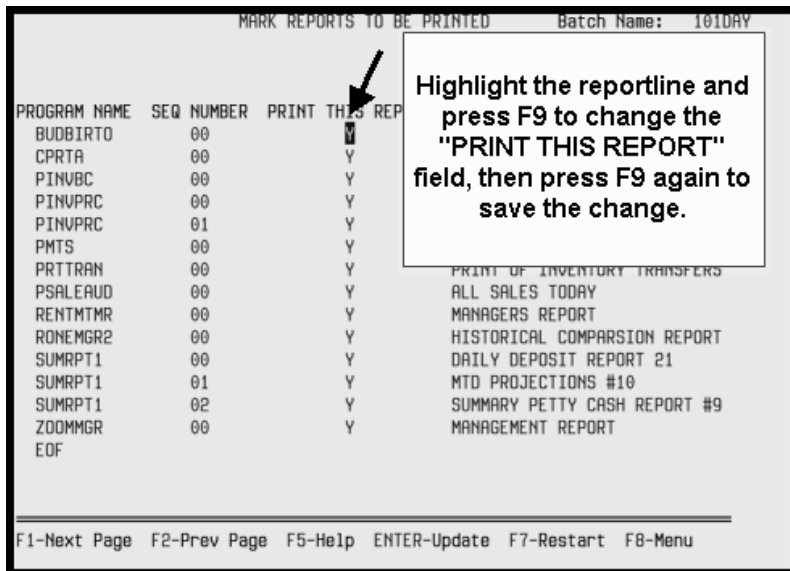 MARK REPORTS TO BE PRINTED Batch Name: 101DAY
Highlight the reportline and
press F9 to change the
"PRINT THIS REPORT"
field, then press F9 again to
save the change.
PROGRAM NAME SEQ NUMBER PRINT THIS REP
BUDBIRTO 00 Y
CPRTA 00 Y
PINVBC 00 Y
PINVPRC 00 Y
PINVPRC 01 Y
PMTS 00 Y
PRTTRAN 00 Y PRINT OF INVENTORY TRANSFERS
PSALEAUD 00 Y ALL SALES TODAY
RENTMTMR 00 Y MANAGERS REPORT
RONEMGR2 00 Y HISTORICAL COMPARSION REPORT
SUMRPT1 00 Y DAILY DEPOSIT REPORT 21
SUMRPT1 01 Y MTD PROJECTIONS #10
SUMRPT1 02 Y SUMMARY PETTY CASH REPORT #9
ZOOMMGR 00 Y MANAGEMENT REPORT
EOF
F1-Next Page F2-Prev Page F5-Help ENTER-Update F7-Restart F8-Menu